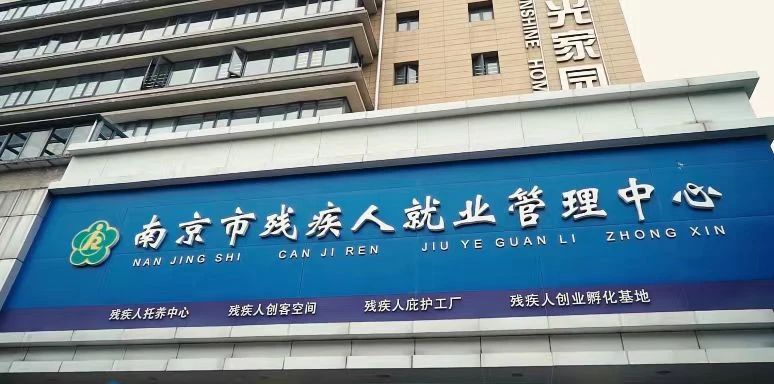 光家园
NSHINE HOM
南京市残疾人就业管理中心
NAN JING SHI CAN JI REN JIU YE GUAN LI ZHONG XIN
残疾人托养中心 残疾人创客空间 残疾人庇护工厂 残疾人创业孵化基地